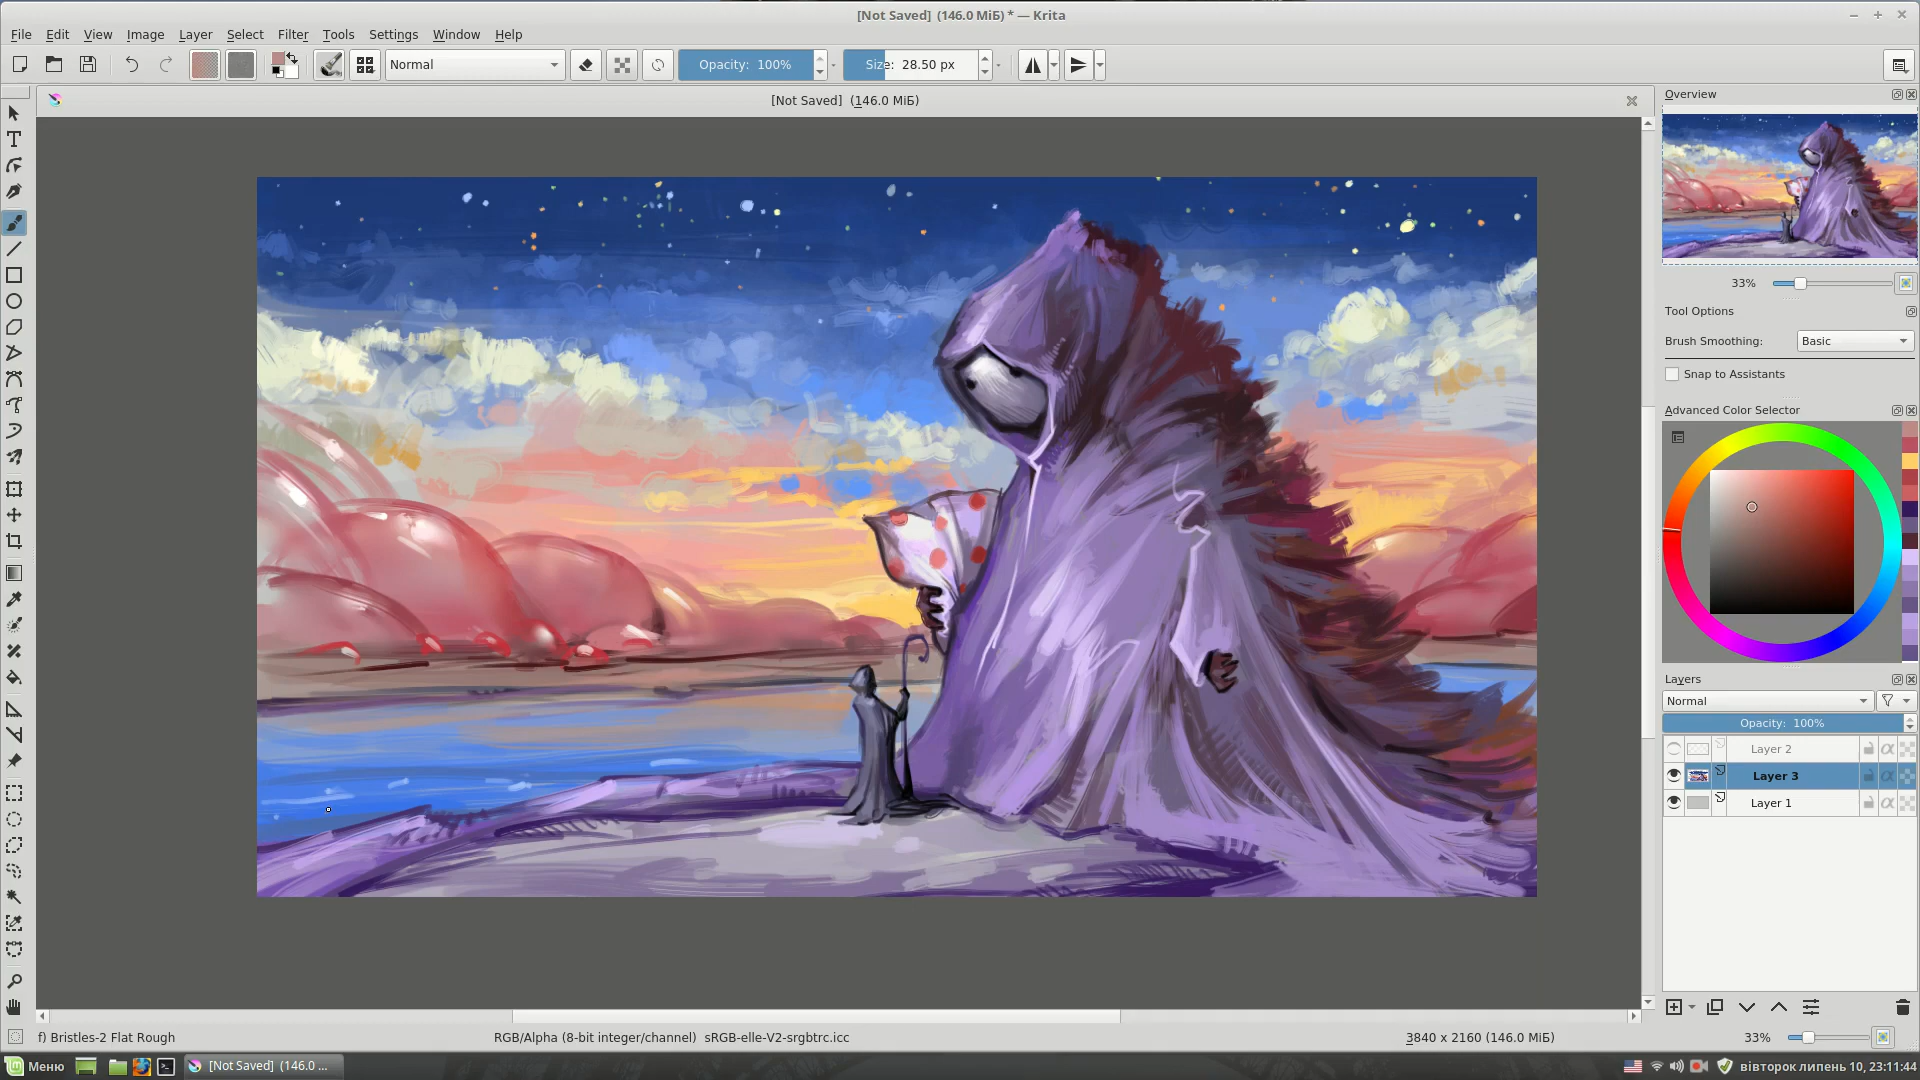 [Not Saved]  (146.0 МіБ) * — Krita
File Edit View Image Layer Select Filter Tools Settings Window Help
Normal Opacity: 100% Size: 28.50 px
[Not Saved]  (146.0 МіБ)
Overview
33%
Tool Options
Brush Smoothing: Basic
Snap to Assistants
Advanced Color Selector
Layers
Normal
Opacity: 100%
Layer 2
Layer 3
Layer 1
f) Bristles-2 Flat Rough RGB/Alpha (8-bit integer/channel)  sRGB-elle-V2-srgbtrc.icc 3840 x 2160 (146.0 МіБ) 33%
Меню [Not Saved]  (146.0 ... вівторок липень 10, 23:11:44